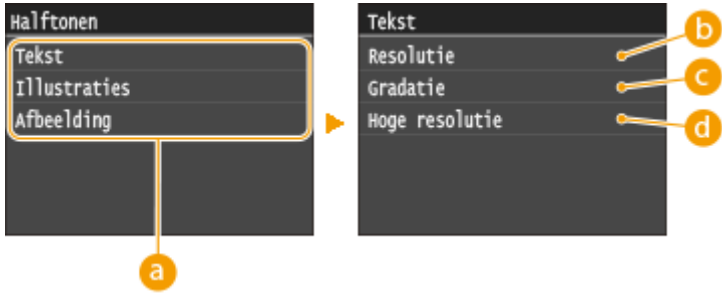 Halftonen
Tekst
Illustraties
Afbeelding
a
Tekst
Resolutie
Gradatie
Hoge resolutie
b
c
d